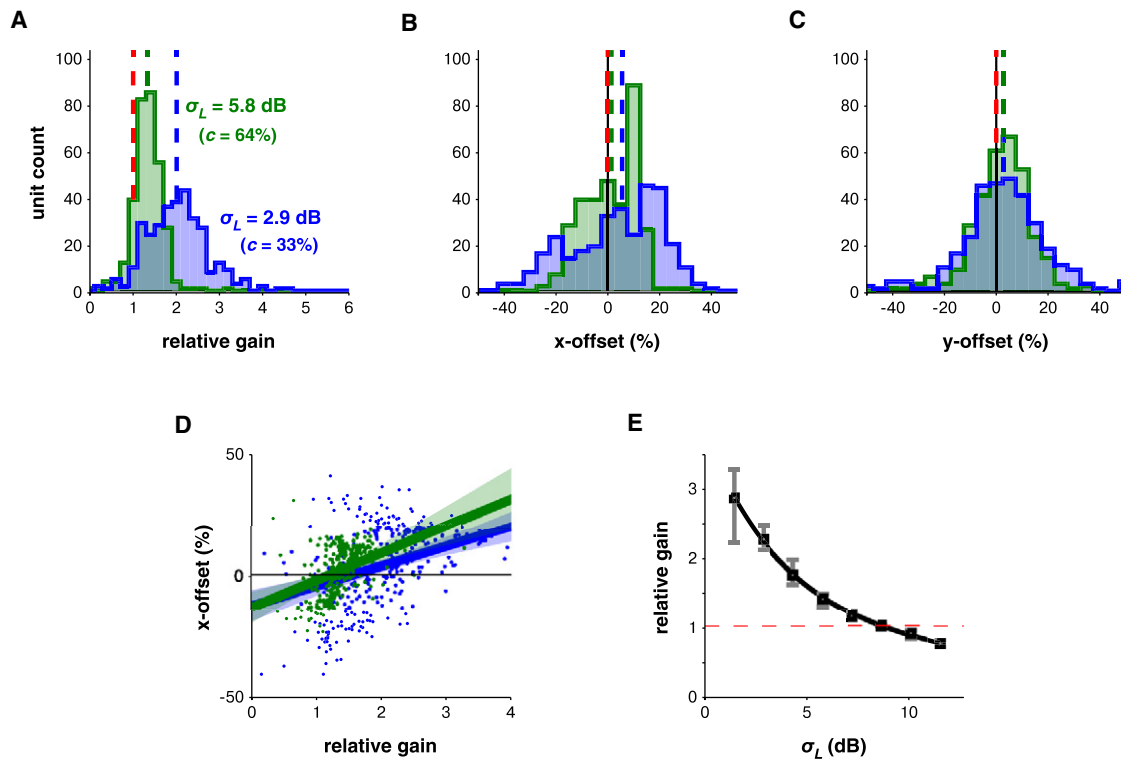 A
B
C
100
80
60
40
20
0
unit count
σL = 5.8 dB
(c = 64%)
σL = 2.9 dB
(c = 33%)
0 1 2 3 4 5 6
relative gain
100
80
60
40
20
0
-40 -20 0 20 40
x-offset (%)
100
80
60
40
20
0
-40 -20 0 20 40
y-offset (%)
D
50
0
-50
x-offset (%)
0 1 2 3 4
relative gain
E
3
2
1
0
relative gain
0 5 10
σL (dB)